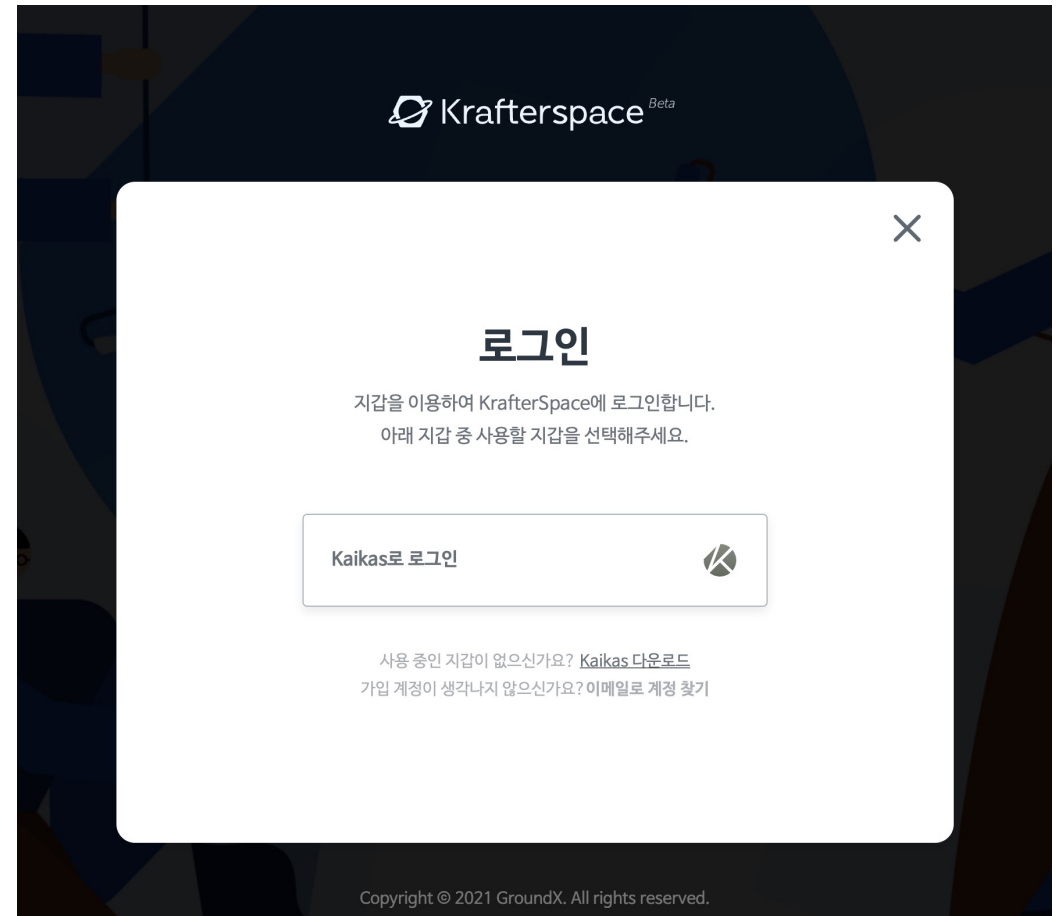 Krafterspace Beta
로그인
지갑을 이용하여 KrafterSpace에 로그인합니다.
아래 지갑 중 사용할 지갑을 선택해주세요.
Kaikas로 로그인
사용 중인 지갑이 없으신가요? Kaikas 다운로드
가입 계정이 생각나지 않으신가요? 이메일로 계정 찾기
Copyright © 2021 GroundX. All rights reserved.